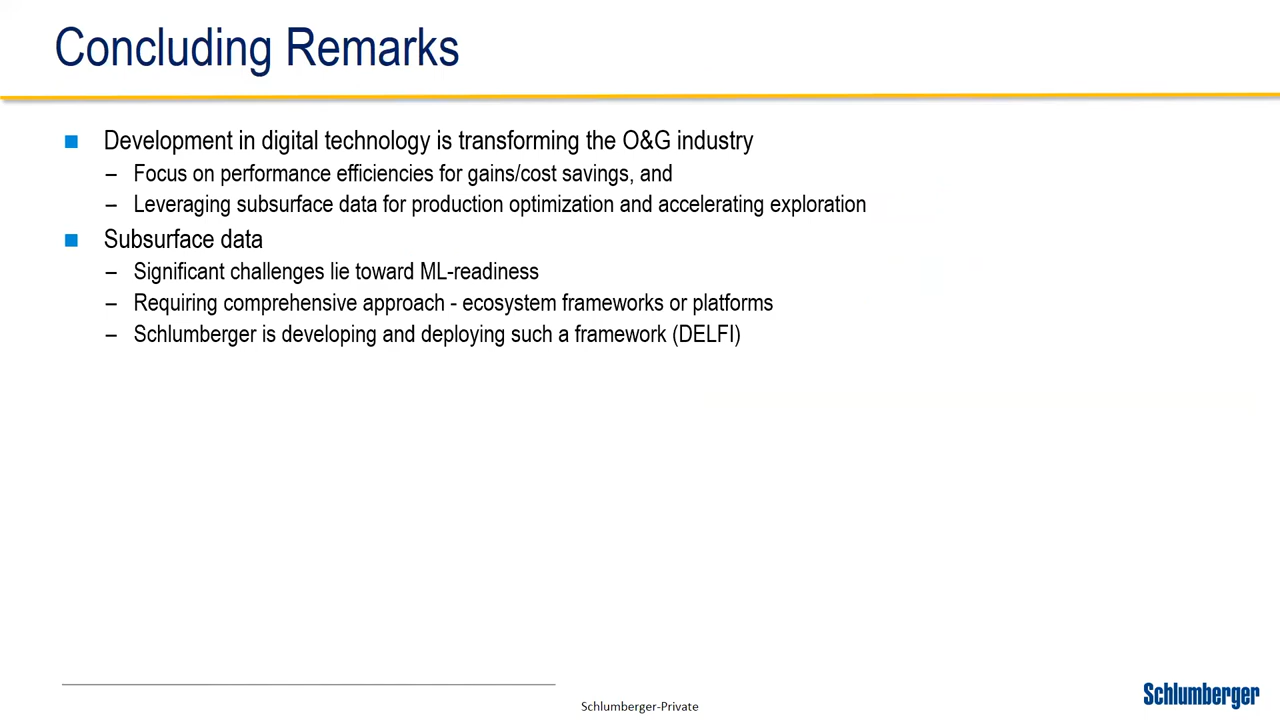 Concluding Remarks
Development in digital technology is transforming the O&G industry
– Focus on performance efficiencies for gains/cost savings, and
– Leveraging subsurface data for production optimization and accelerating exploration
Subsurface data
– Significant challenges lie toward ML-readiness
– Requiring comprehensive approach - ecosystem frameworks or platforms
– Schlumberger is developing and deploying such a framework (DELFI)
Schlumberger-Private
Schlumberger